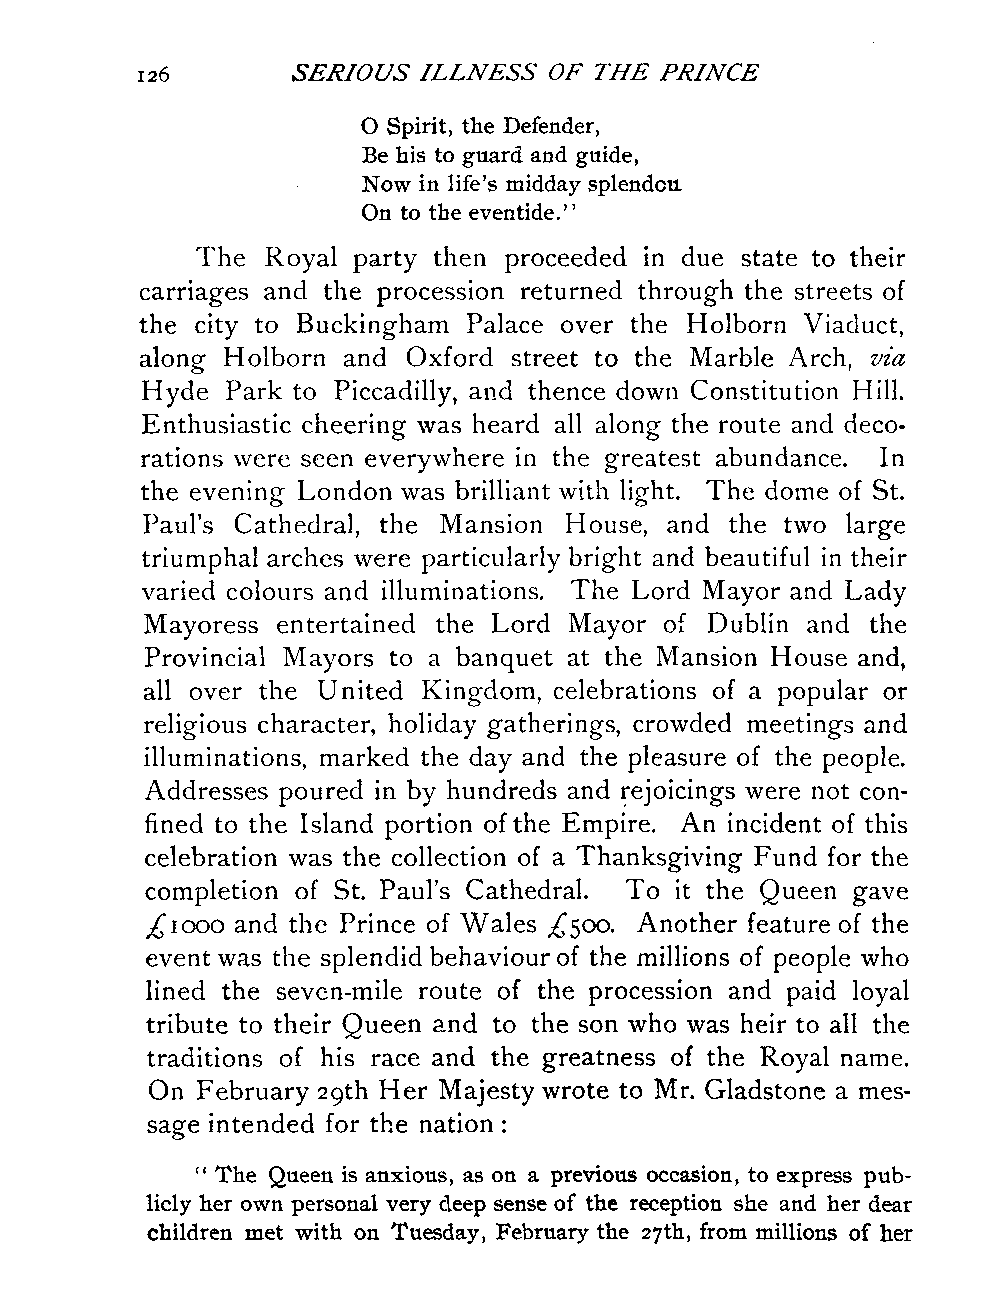 126 SERIOUS ILLNESS OF THE PRINCE
O Spirit, the Defender,
Be his to guard and guide,
Now in life's midday splendou
On to the eventide."
The Royal party then proceeded in due state to their
carriages and the procession returned through the streets of
the city to Buckingham Palace over the Holborn Viaduct,
along Holborn and Oxford street to the Marble Arch, via
Hyde Park to Piccadilly, and thence down Constitution Hill.
Enthusiastic cheering was heard all along the route and deco-
rations were seen everywhere in the greatest abundance. In
the evening London was brilliant with light. The dome of St.
Paul's Cathedral, the Mansion House, and the two large
triumphal arches were particularly bright and beautiful in their
varied colours and illuminations. The Lord Mayor and Lady
Mayoress entertained the Lord Mayor of Dublin and the
Provincial Mayors to a banquet at the Mansion House and,
all over the United Kingdom, celebrations of a popular or
religious character, holiday gatherings, crowded meetings and
illuminations, marked the day and the pleasure of the people.
Addresses poured in by hundreds and rejoicings were not con-
fined to the Island portion of the Empire. An incident of this
celebration was the collection of a Thanksgiving Fund for the
completion of St. Paul's Cathedral. To it the Queen gave
£1000 and the Prince of Wales £500. Another feature of the
event was the splendid behaviour of the millions of people who
lined the seven-mile route of the procession and paid loyal
tribute to their Queen and to the son who was heir to all the
traditions of his race and the greatness of the Royal name.
On February 29th Her Majesty wrote to Mr. Gladstone a mes-
sage intended for the nation :
" The Queen is anxious, as on a previous occasion, to express pub-
licly her own personal very deep sense of the reception she and her dear
children met with on Tuesday, February the 27th, from millions of her